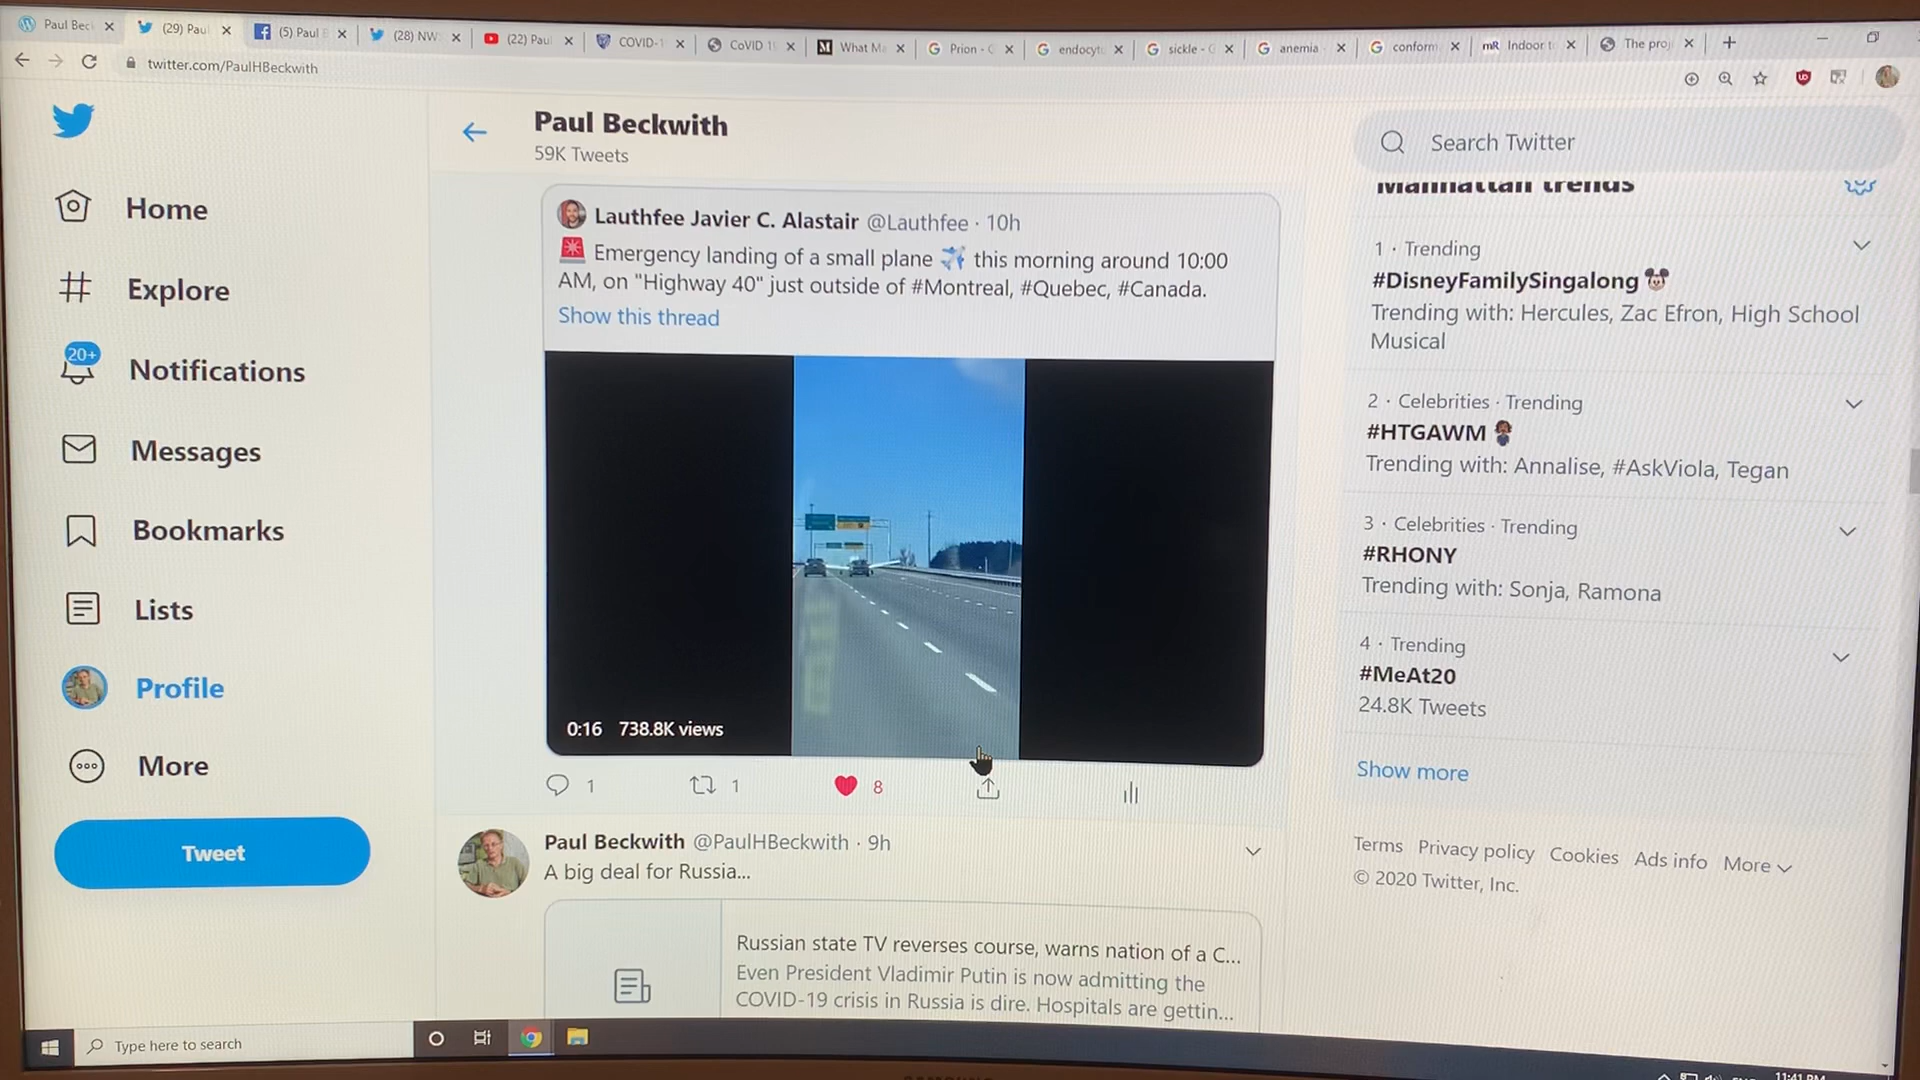 Paul Bec
(29) Paul
(5) Paul B
(28) NW
(22) Paul
COVID-1
CoVID 19
What Ma
Prion - G
endocyto
sickle - G
anemia -
conform
mR Indoor t
The proj
twitter.com/PaulHBeckwith
Home
Explore
20+
Notifications
Messages
Bookmarks
Lists
Profile
More
Tweet
Paul Beckwith
59K Tweets
Lauthfee Javier C. Alastair @Lauthfee · 10h
🚨 Emergency landing of a small plane ✈️ this morning around 10:00
AM, on "Highway 40" just outside of #Montreal, #Quebec, #Canada.
Show this thread
0:16 738.8K views
1
1
8
Paul Beckwith @PaulHBeckwith · 9h
A big deal for Russia...
Russian state TV reverses course, warns nation of a C...
Even President Vladimir Putin is now admitting the
COVID-19 crisis in Russia is dire. Hospitals are gettin...
Search Twitter
Manhattan trends
1 · Trending
#DisneyFamilySingalong
Trending with: Hercules, Zac Efron, High School
Musical
2 · Celebrities · Trending
#HTGAWM
Trending with: Annalise, #AskViola, Tegan
3 · Celebrities · Trending
#RHONY
Trending with: Sonja, Ramona
4 · Trending
#MeAt20
24.8K Tweets
Show more
Terms Privacy policy Cookies Ads info More
© 2020 Twitter, Inc.
Type here to search
11:41 PM